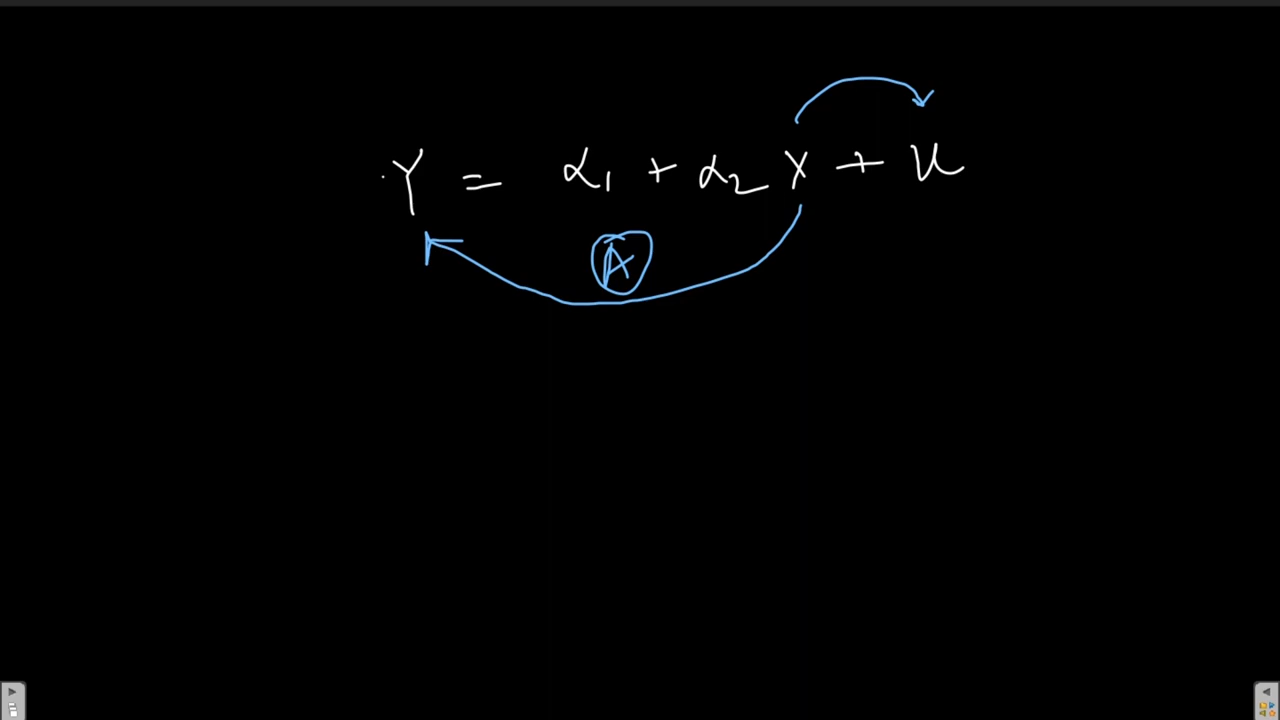 Y = α₁ + α₂ X + u
A